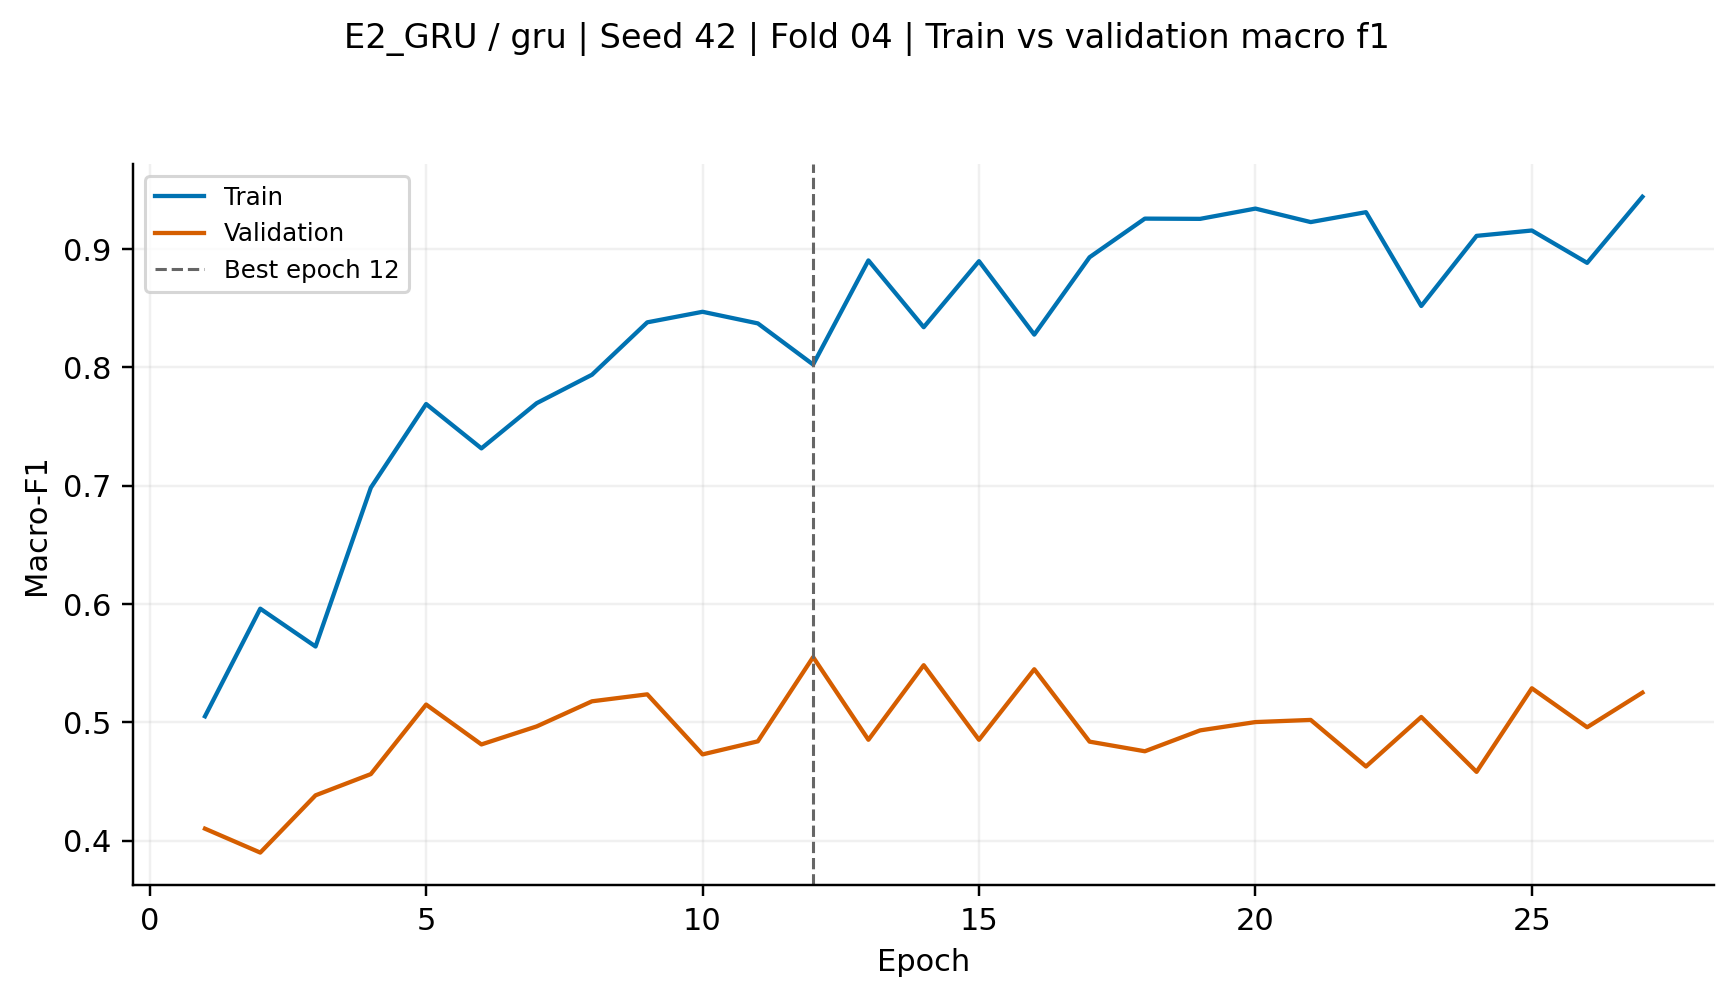 E2_GRU / gru | Seed 42 | Fold 04 | Train vs validation macro f1
Train
Validation
Best epoch 12
0.9
0.8
0.7
0.6
0.5
0.4
Macro-F1
0 5 10 15 20 25
Epoch